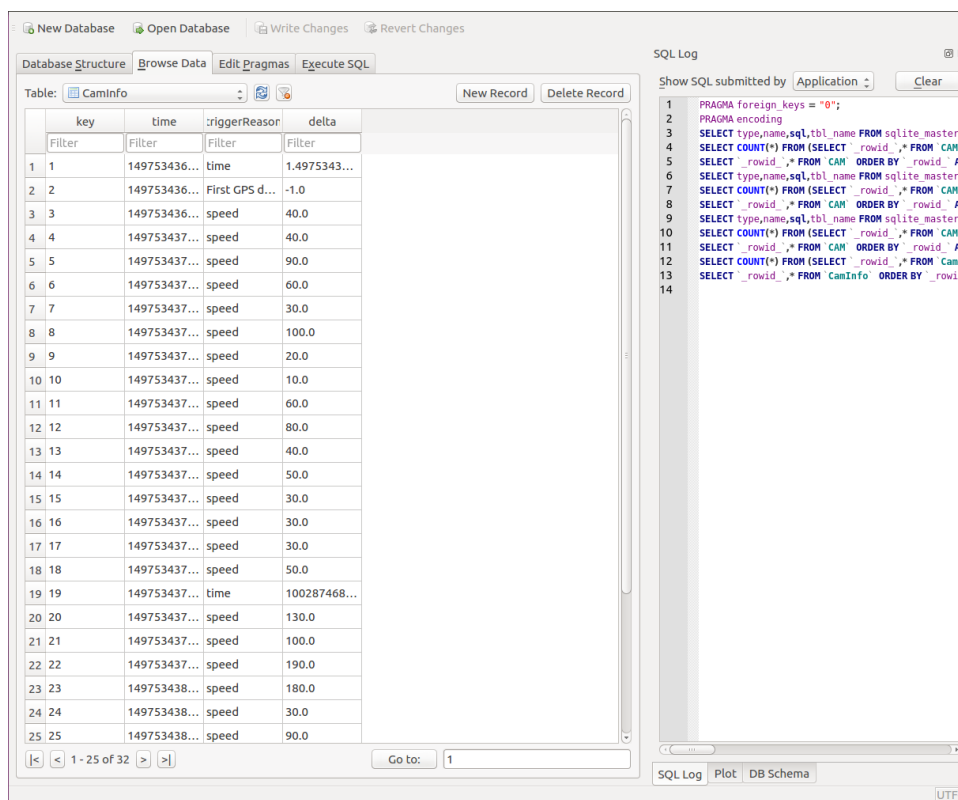 New Database Open Database Write Changes Revert Changes
Database Structure Browse Data Edit Pragmas Execute SQL
Table: CamInfo New Record Delete Record
key time triggerReason delta
Filter Filter Filter Filter
1 1 149753436... time 1.4975343...
2 2 149753436... First GPS d... -1.0
3 3 149753436... speed 40.0
4 4 149753437... speed 40.0
5 5 149753437... speed 90.0
6 6 149753437... speed 60.0
7 7 149753437... speed 30.0
8 8 149753437... speed 100.0
9 9 149753437... speed 20.0
10 10 149753437... speed 10.0
11 11 149753437... speed 60.0
12 12 149753437... speed 80.0
13 13 149753437... speed 40.0
14 14 149753437... speed 50.0
15 15 149753437... speed 30.0
16 16 149753437... speed 30.0
17 17 149753437... speed 30.0
18 18 149753437... speed 50.0
19 19 149753437... time 100287468...
20 20 149753437... speed 130.0
21 21 149753437... speed 100.0
22 22 149753437... speed 190.0
23 23 149753438... speed 180.0
24 24 149753438... speed 30.0
25 25 149753438... speed 90.0
|< < 1 - 25 of 32 > >| Go to: 1
SQL Log
Show SQL submitted by Application Clear
1 PRAGMA foreign_keys = "0";
2 PRAGMA encoding
3 SELECT type,name,sql,tbl_name FROM sqlite_master
4 SELECT COUNT(*) FROM (SELECT `_rowid_`,* FROM `CAM
5 SELECT `_rowid_`,* FROM `CAM` ORDER BY `_rowid_` A
6 SELECT type,name,sql,tbl_name FROM sqlite_master
7 SELECT COUNT(*) FROM (SELECT `_rowid_`,* FROM `CAM
8 SELECT `_rowid_`,* FROM `CAM` ORDER BY `_rowid_` A
9 SELECT type,name,sql,tbl_name FROM sqlite_master
10 SELECT COUNT(*) FROM (SELECT `_rowid_`,* FROM `CAM
11 SELECT `_rowid_`,* FROM `CAM` ORDER BY `_rowid_` A
12 SELECT COUNT(*) FROM (SELECT `_rowid_`,* FROM `Cam
13 SELECT `_rowid_`,* FROM `CamInfo` ORDER BY `_rowi
14
SQL Log Plot DB Schema
UTF